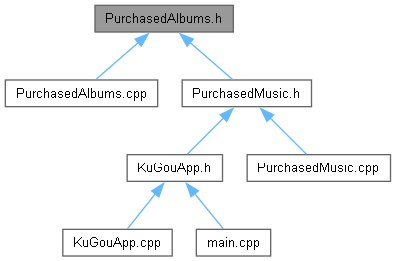 PurchasedAlbums.h
PurchasedAlbums.cpp
PurchasedMusic.h
KuGouApp.h
PurchasedMusic.cpp
KuGouApp.cpp
main.cpp